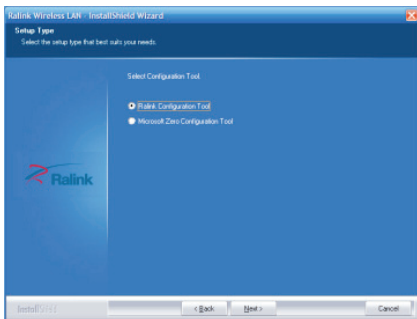 Ralink Wireless LAN - InstallShield Wizard
Setup Type
Select the setup type that best suits your needs.
Select Configuration Tool.
Ralink Configuration Tool
Microsoft Zero Configuration Tool
Ralink
InstallShield
< Back
Next >
Cancel